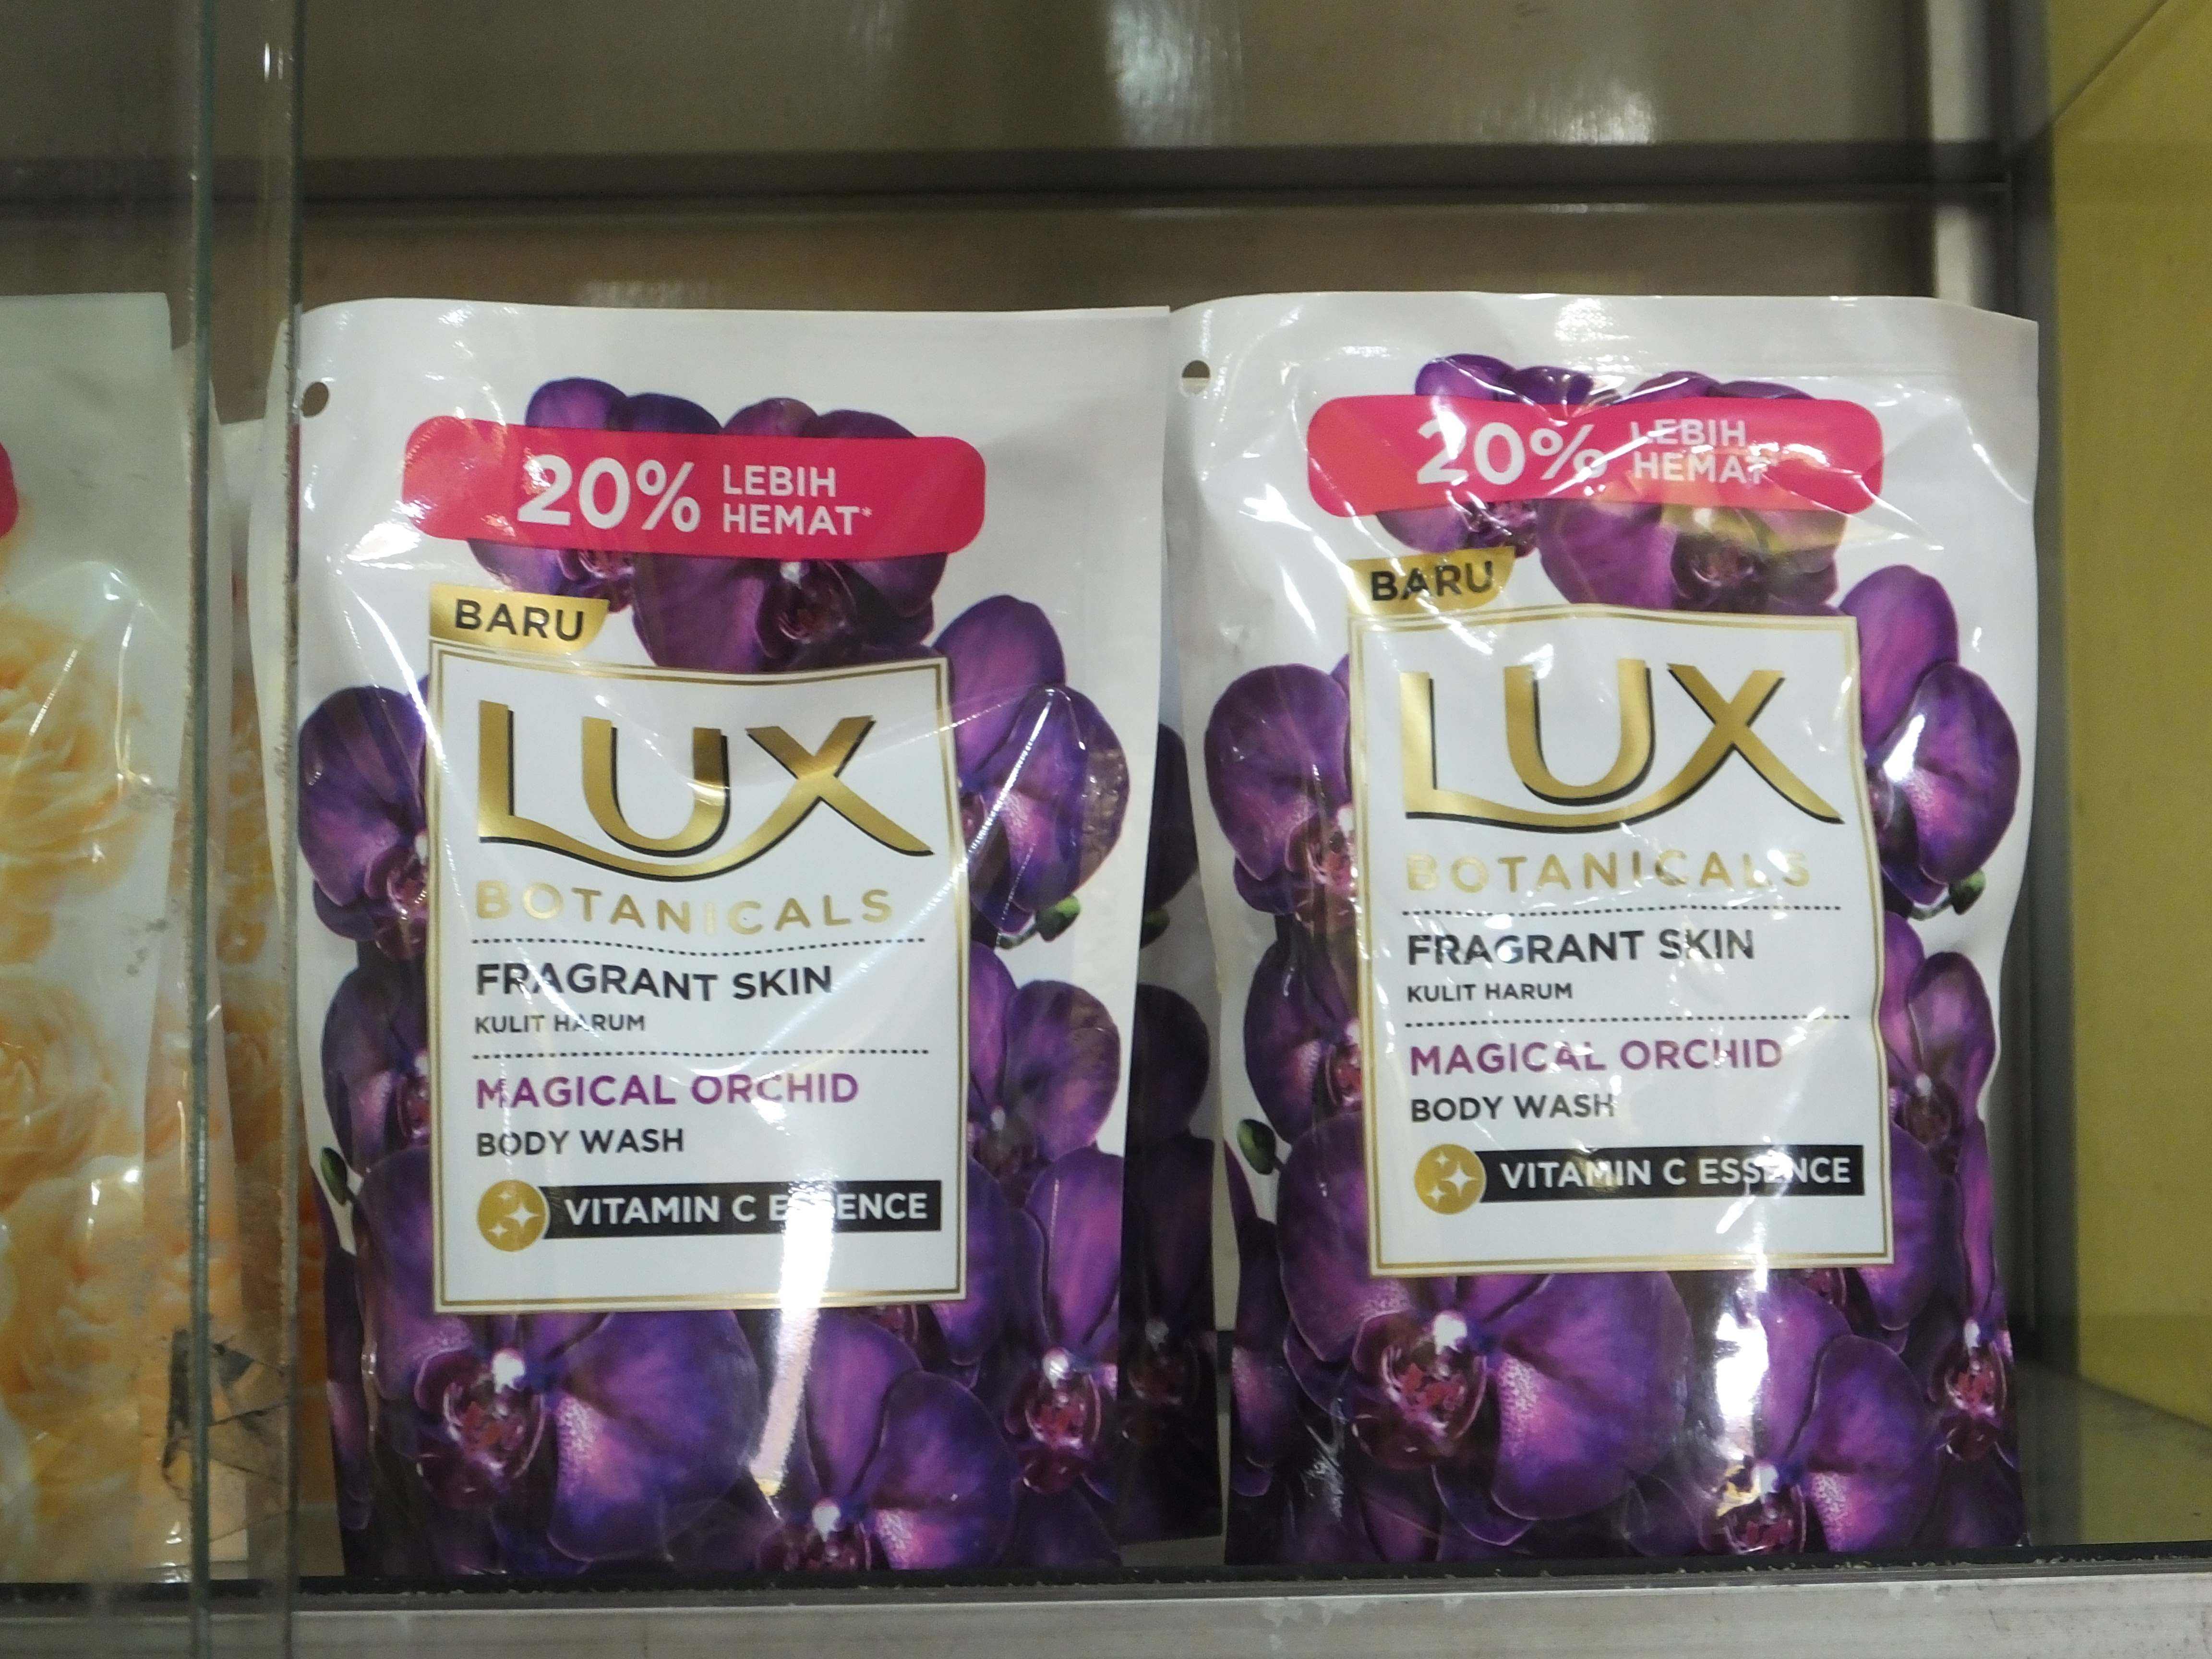 20% LEBIH
HEMAT*
BARU
LUX
BOTANICALS
FRAGRANT SKIN
KULIT HARUM
MAGICAL ORCHID
BODY WASH
VITAMIN C ESSENCE
20% LEBIH
HEMAT*
BARU
LUX
BOTANICALS
FRAGRANT SKIN
KULIT HARUM
MAGICAL ORCHID
BODY WASH
VITAMIN C ESSENCE